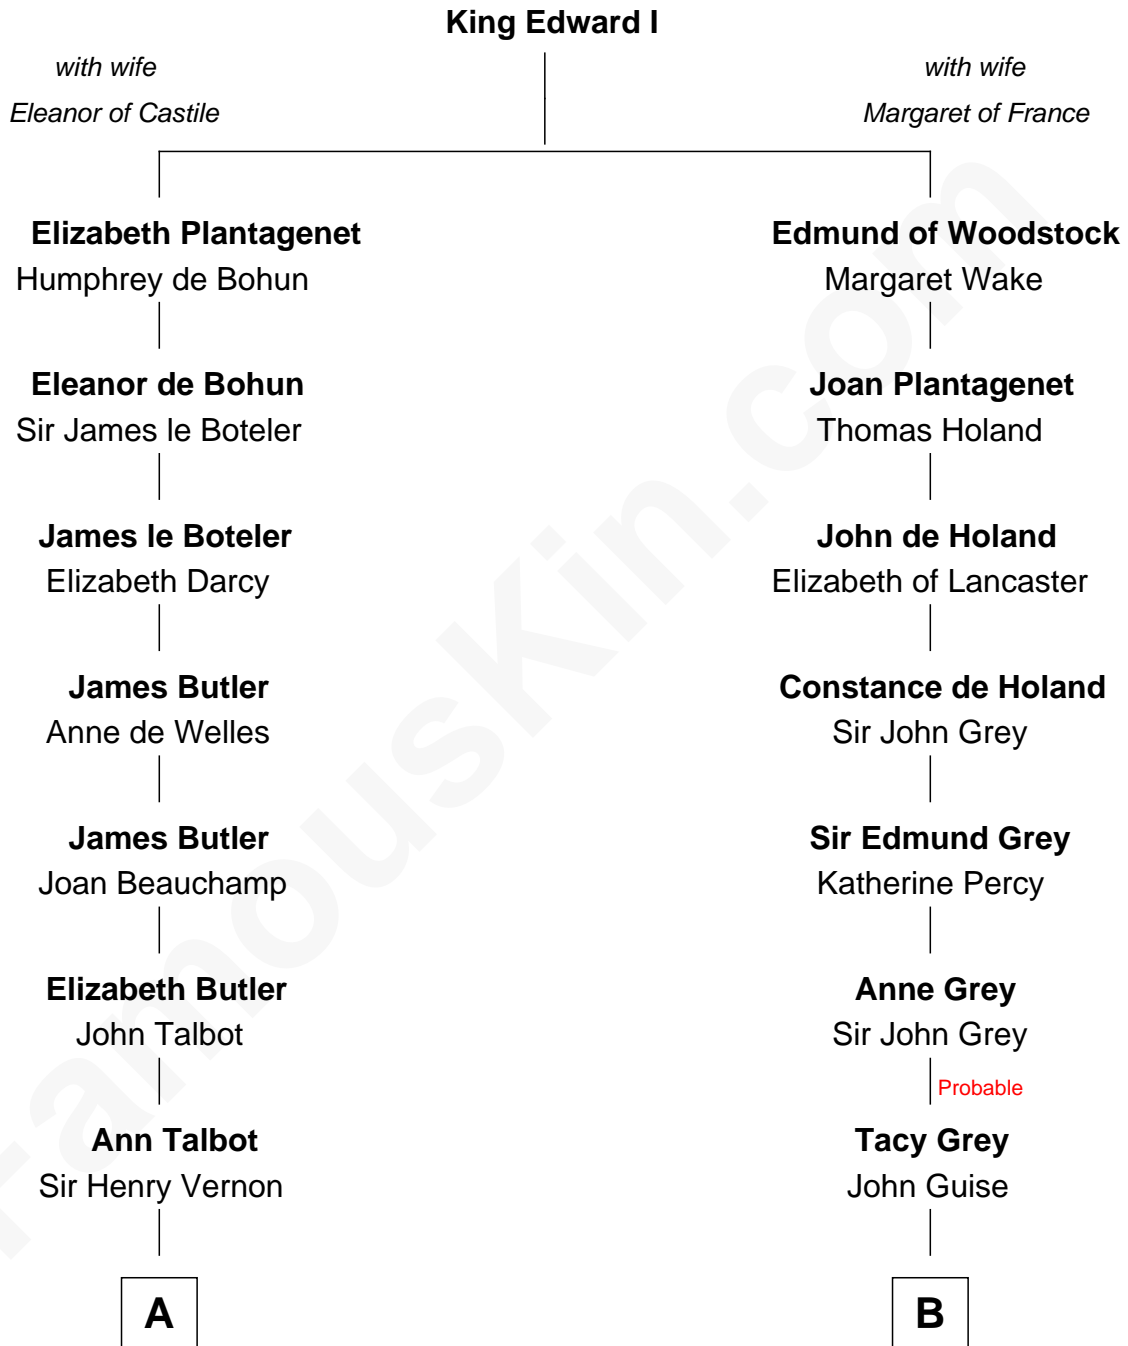 King Edward I
with wife
Eleanor of Castile
with wife
Margaret of France
Elizabeth Plantagenet
Humphrey de Bohun
Edmund of Woodstock
Margaret Wake
Eleanor de Bohun
Sir James le Boteler
Joan Plantagenet
Thomas Holand
James le Boteler
Elizabeth Darcy
John de Holand
Elizabeth of Lancaster
James Butler
Anne de Welles
Constance de Holand
Sir John Grey
James Butler
Joan Beauchamp
Sir Edmund Grey
Katherine Percy
Elizabeth Butler
John Talbot
Anne Grey
Sir John Grey
Probable
Ann Talbot
Sir Henry Vernon
Tacy Grey
John Guise
A
B
FamousKin.com